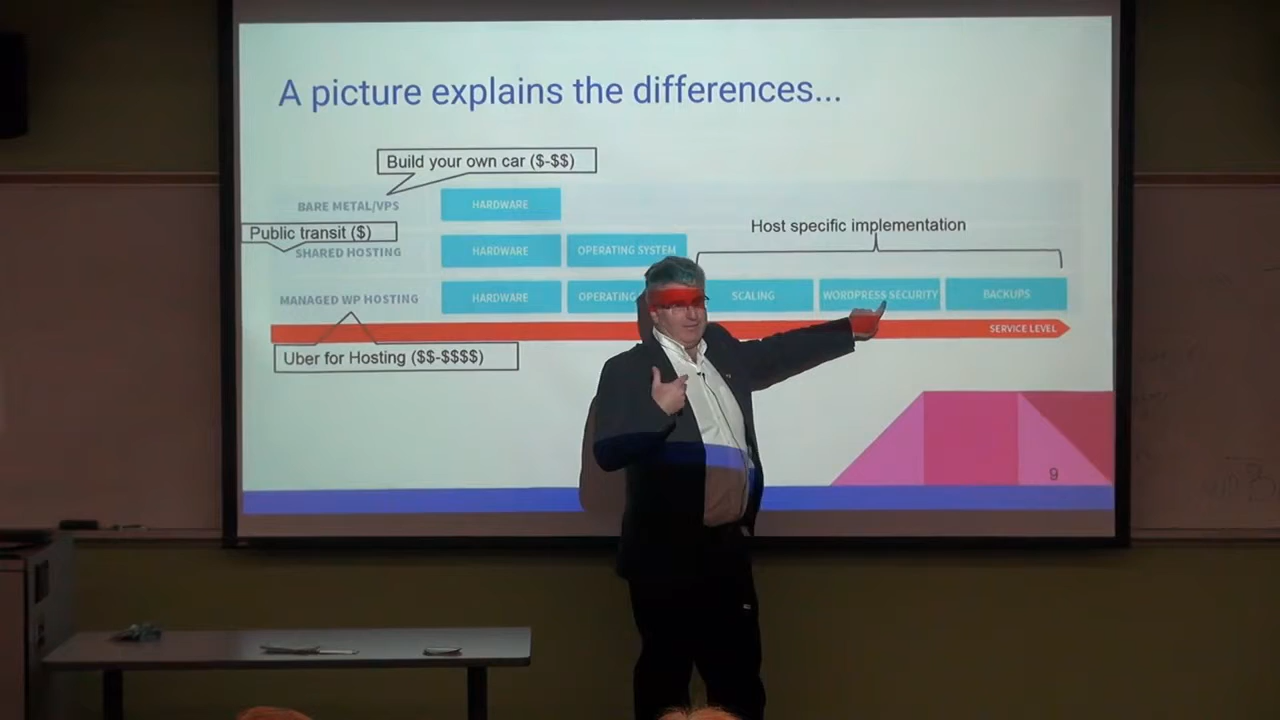 A picture explains the differences...
Build your own car ($-$$)
BARE METAL/VPS
HARDWARE
Public transit ($)
Host specific implementation
SHARED HOSTING
HARDWARE
OPERATING SYSTEM
MANAGED WP HOSTING
HARDWARE
OPERATING
SCALING
WORDPRESS SECURITY
BACKUPS
SERVICE LEVEL
Uber for Hosting ($$-$$$$)
9